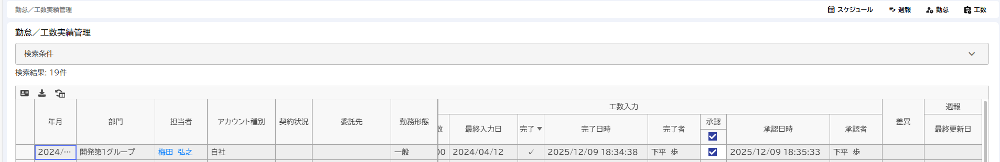 勤怠／工数実績管理
スケジュール 週報 勤怠 工数
勤怠／工数実績管理
検索条件
検索結果: 19件
工数入力 週報
年月 部門 担当者 アカウント種別 契約状況 委託先 勤務形態 数 最終入力日 完了▼ 完了日時 完了者 承認 承認日時 承認者 差異 最終更新日
2024/… 開発第1グループ 梅田 弘之 自社 一般 00 2024/04/12 ✓ 2025/12/09 18:34:38 下平 歩 2025/12/09 18:35:33 下平 歩